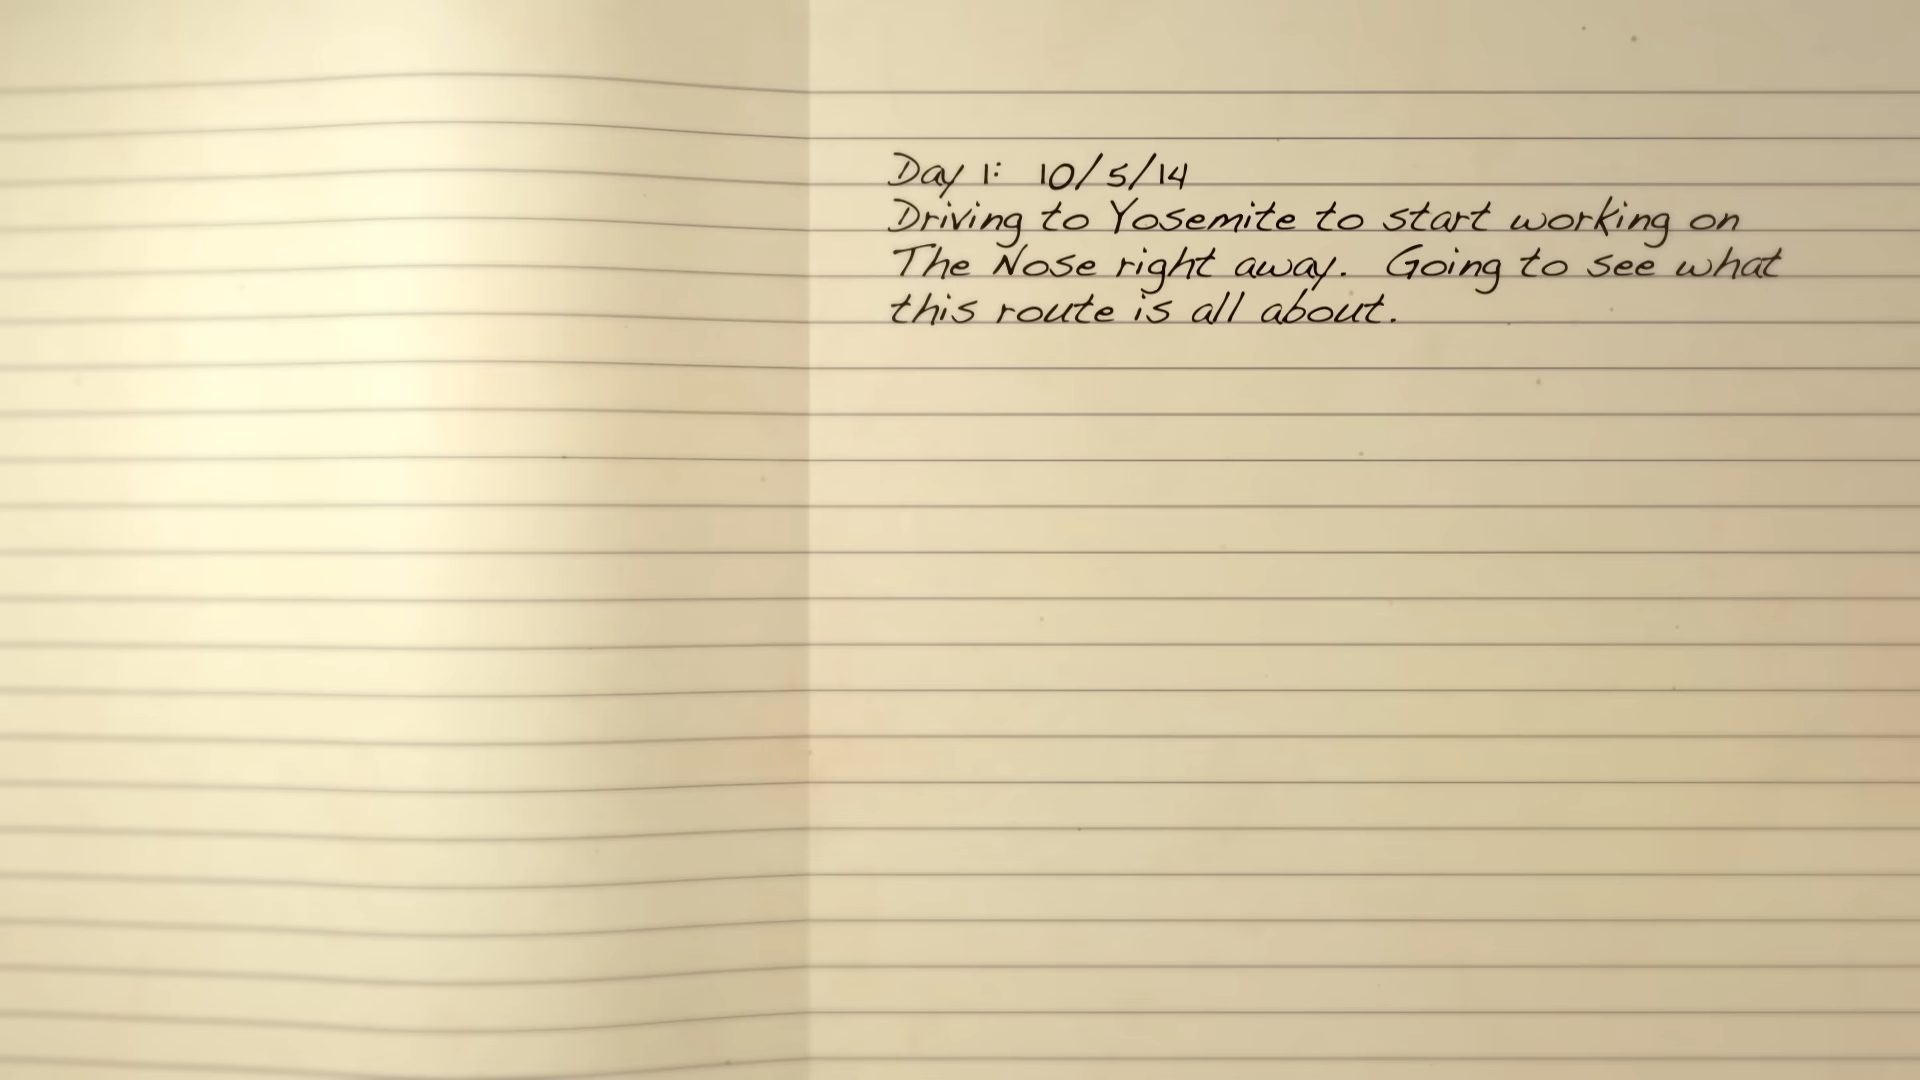 Day 1: 10/5/14
Driving to Yosemite to start working on
The Nose right away. Going to see what
this route is all about.